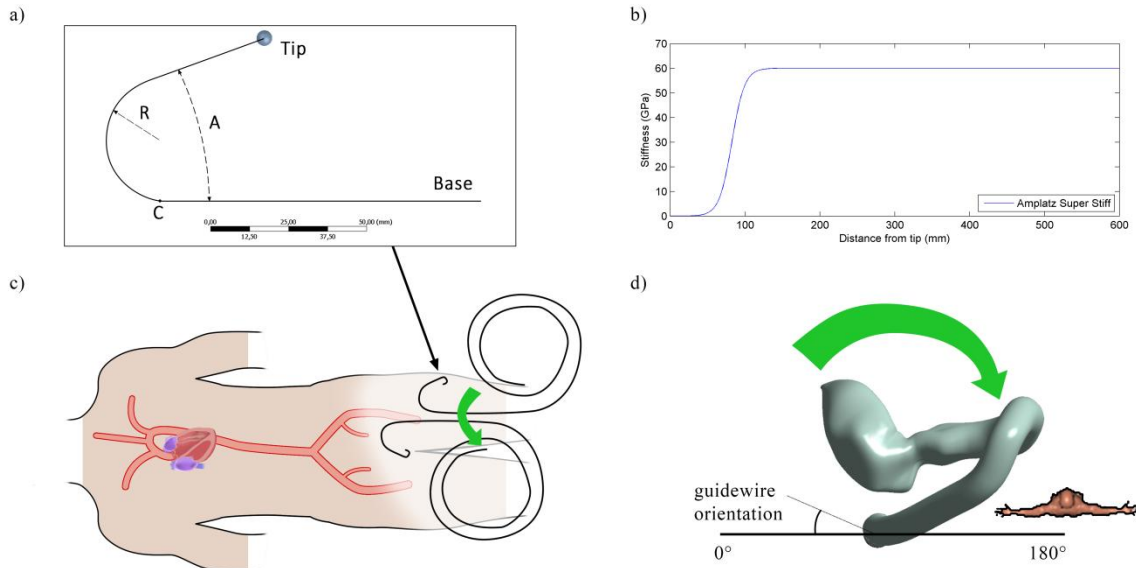 a)
Tip
R
A
Base
C
0,00 25,00 50,00 (mm)
12,50 37,50
b)
70
60
50
40
30
20
10
0
Stiffness (GPa)
Amplatz Super Stiff
0 100 200 300 400 500 600
Distance from tip (mm)
c)
d)
guidewire
orientation
0° 180°